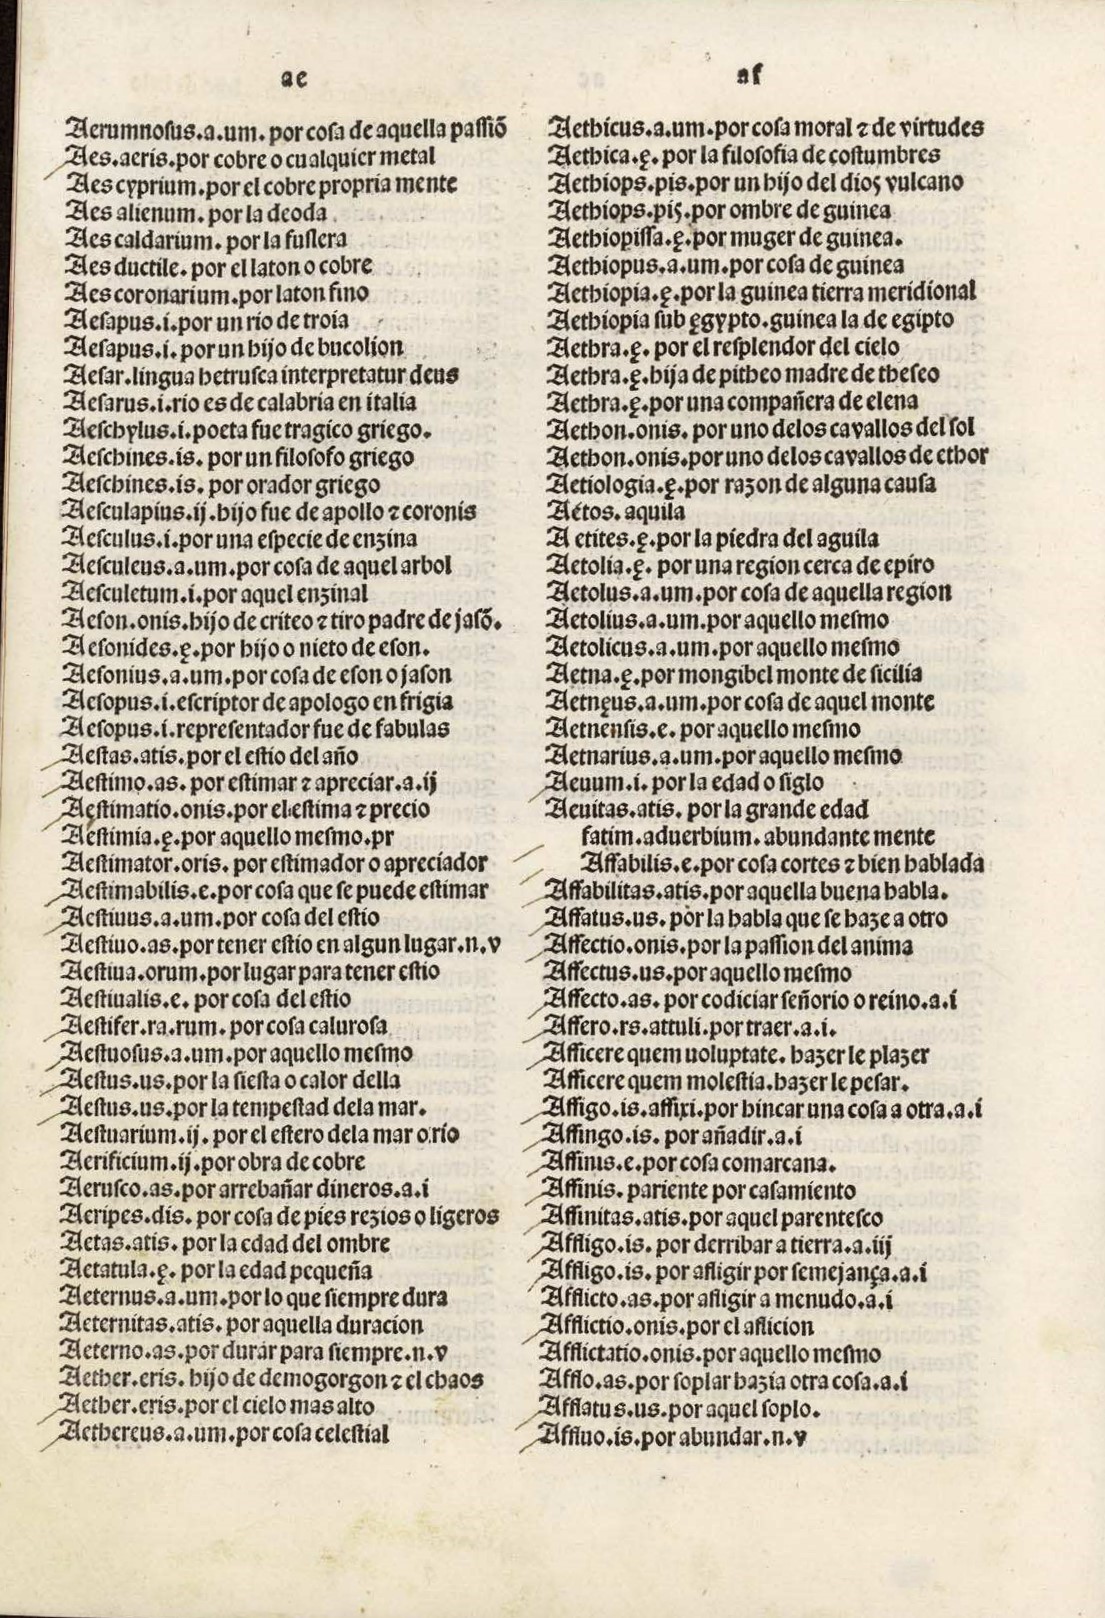 ae
Aerumnosus.a.um. por cosa de aquella passiō
Aes.aeris.por cobre o cualquier metal
Aes cyprium.por el cobre propria mente
Aes alienum. por la deoda
Aes caldarium. por la fuslera
Aes ductile. por el laton o cobre
Aes coronarium.por laton fino
Aesapus.i.por un rio de troia
Aesapus.i.por un hijo de bucolion
Aesar.lingua hetrusca interpretatur deus
Aesarus.i.rio es de calabria en italia
Aeschylus.i.poeta fue tragico griego.
Aeschines.is. por un filosofo griego
Aeschines.is. por orador griego
Aesculapius.ij.hijo fue de apollo ⁊ coronis
Aesculus.i.por una especie de enzina
Aesculeus.a.um.por cosa de aquel arbol
Aesculetum.i.por aquel enzinal
Aeson.onis.hijo de criteo ⁊ tiro padre de jasō.
Aesonides.ę.por hijo o nieto de eson.
Aesonius.a.um.por cosa de eson o jason
Aesopus.i.escriptor de apologo en frigia
Aesopus.i.representador fue de fabulas
Aestas.atis.por el estio del año
Aestimo.as. por estimar ⁊ apreciar.a.ij
Aestimatio.onis.por el estima ⁊ precio
Aestimia.ę.por aquello mesmo.pr
Aestimator.oris. por estimador o apreciador
Aestimabilis.e.por cosa que se puede estimar
Aestiuus.a.um.por cosa del estio
Aestiuo.as.por tener estio en algun lugar.n.v
Aestiua.orum.por lugar para tener estio
Aestiualis.e. por cosa del estio
Aestifer.ra.rum. por cosa calurosa
Aestuosus.a.um.por aquello mesmo
Aestus.us.por la siesta o calor della
Aestus.us.por la tempestad dela mar.
Aestuarium.ij. por el estero dela mar o rio
Aerificium.ij.por obra de cobre
Aerusco.as.por arrebañar dineros.a.i
Aeripes.dis. por cosa de pies rezios o ligeros
Aetas.atis. por la edad del ombre
Aetatula.ę. por la edad pequeña
Aeternus.a.um.por lo que siempre dura
Aeternitas.atis. por aquella duracion
Aeterno.as.por durar para siempre.n.v
Aether.eris. hijo de demogorgon ⁊ el chaos
Aether.eris.por el cielo mas alto
Aethereus.a.um.por cosa celestial
af
Aethicus.a.um.por cosa moral ⁊ de virtudes
Aethica.ę. por la filosofia de costumbres
Aethiops.pis.por un hijo del dios vulcano
Aethiops.pis.por ombre de guinea
Aethiopissa.ę.por muger de guinea.
Aethiopus.a.um.por cosa de guinea
Aethiopia.ę.por la guinea tierra meridional
Aethiopia sub ęgypto.guinea la de egipto
Aethra.ę. por el resplendor del cielo
Aethra.ę.hija de pitheo madre de theseo
Aethra.ę.por una compañera de elena
Aethon.onis. por uno delos cavallos del sol
Aethon.onis.por uno delos cavallos de ethor
Aetiologia.ę.por razon de alguna causa
Aétos. aquila
A etites.ę.por la piedra del aguila
Aetolia.ę. por una region cerca de epiro
Aetolus.a.um.por cosa de aquella region
Aetolius.a.um.por aquello mesmo
Aetolicus.a.um.por aquello mesmo
Aetna.ę.por mongibel monte de sicilia
Aetnęus.a.um.por cosa de aquel monte
Aetnensis.e. por aquello mesmo
Aetnarius.a.um.por aquello mesmo
Aeuum.i. por la edad o siglo
Aeuitas.atis. por la grande edad
fatim.aduerbium.abundante mente
Affabilis.e.por cosa cortes ⁊ bien hablada
Affabilitas.atis.por aquella buena habla.
Affatus.us. por la habla que se haze a otro
Affectio.onis.por la passion del anima
Affectus.us.por aquello mesmo
Affecto.as. por codiciar señorio o reino.a.i
Affero.rs.attuli.por traer.a.i.
Afficere quem uoluptate. hazer le plazer
Afficere quem molestia.hazer le pesar.
Affigo.is.affixi.por hincar una cosa a otra.a.i
Affingo.is. por añadir.a.i
Affinis.e.por cosa comarcana.
Affinis. pariente por casamiento
Affinitas.atis.por aquel parentesco
Affligo.is. por derribar a tierra.a.iij
Affligo.is. por afligir por semejança.a.i
Afflicto.as.por afligir a menudo.a.i
Afflictio.onis.por el aflicion
Afflictatio.onis.por aquello mesmo
Afflo.as.por soplar hazia otra cosa.a.i
Afflatus.us.por aquel soplo.
Affluo.is.por abundar.n.v